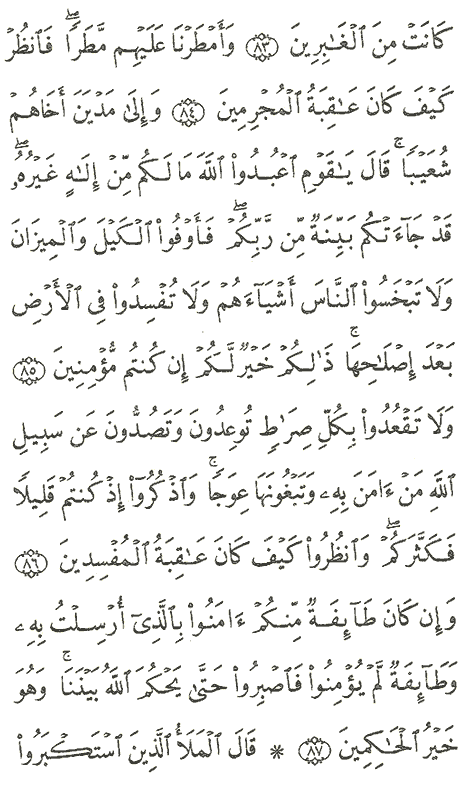 كَانَتۡ مِنَ ٱلۡغَٰبِرِينَ ٨٣ وَأَمۡطَرۡنَا عَلَيۡهِم مَّطَرٗاۖ فَٱنظُرۡ
كَيۡفَ كَانَ عَٰقِبَةُ ٱلۡمُجۡرِمِينَ ٨٤ وَإِلَىٰ مَدۡيَنَ أَخَاهُمۡ
شُعَيۡبٗاۚ قَالَ يَٰقَوۡمِ ٱعۡبُدُواْ ٱللَّهَ مَا لَكُم مِّنۡ إِلَٰهٍ غَيۡرُهُۥۖ
قَدۡ جَآءَتۡكُم بَيِّنَةٞ مِّن رَّبِّكُمۡۖ فَأَوۡفُواْ ٱلۡكَيۡلَ وَٱلۡمِيزَانَ
وَلَا تَبۡخَسُواْ ٱلنَّاسَ أَشۡيَآءَهُمۡ وَلَا تُفۡسِدُواْ فِي ٱلۡأَرۡضِ
بَعۡدَ إِصۡلَٰحِهَاۚ ذَٰلِكُمۡ خَيۡرٞ لَّكُمۡ إِن كُنتُم مُّؤۡمِنِينَ ٨٥
وَلَا تَقۡعُدُواْ بِكُلِّ صِرَٰطٖ تُوعِدُونَ وَتَصُدُّونَ عَن سَبِيلِ
ٱللَّهِ مَنۡ ءَامَنَ بِهِۦ وَتَبۡغُونَهَا عِوَجٗاۚ وَٱذۡكُرُوٓاْ إِذۡ كُنتُمۡ قَلِيلٗا
فَكَثَّرَكُمۡۖ وَٱنظُرُواْ كَيۡفَ كَانَ عَٰقِبَةُ ٱلۡمُفۡسِدِينَ ٨٦
وَإِن كَانَ طَآئِفَةٞ مِّنكُمۡ ءَامَنُواْ بِٱلَّذِيٓ أُرۡسِلۡتُ بِهِۦ
وَطَآئِفَةٞ لَّمۡ يُؤۡمِنُواْ فَٱصۡبِرُواْ حَتَّىٰ يَحۡكُمَ ٱللَّهُ بَيۡنَنَاۚ وَهُوَ
خَيۡرُ ٱلۡحَٰكِمِينَ ٨٧ ۞ قَالَ ٱلۡمَلَأُ ٱلَّذِينَ ٱسۡتَكۡبَرُواْ